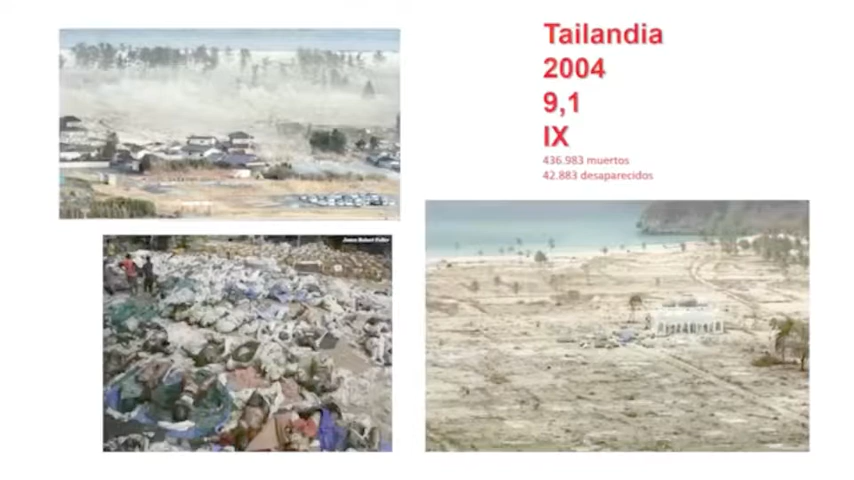 Tailandia
2004
9,1
IX
436.983 muertos
42.883 desaparecidos